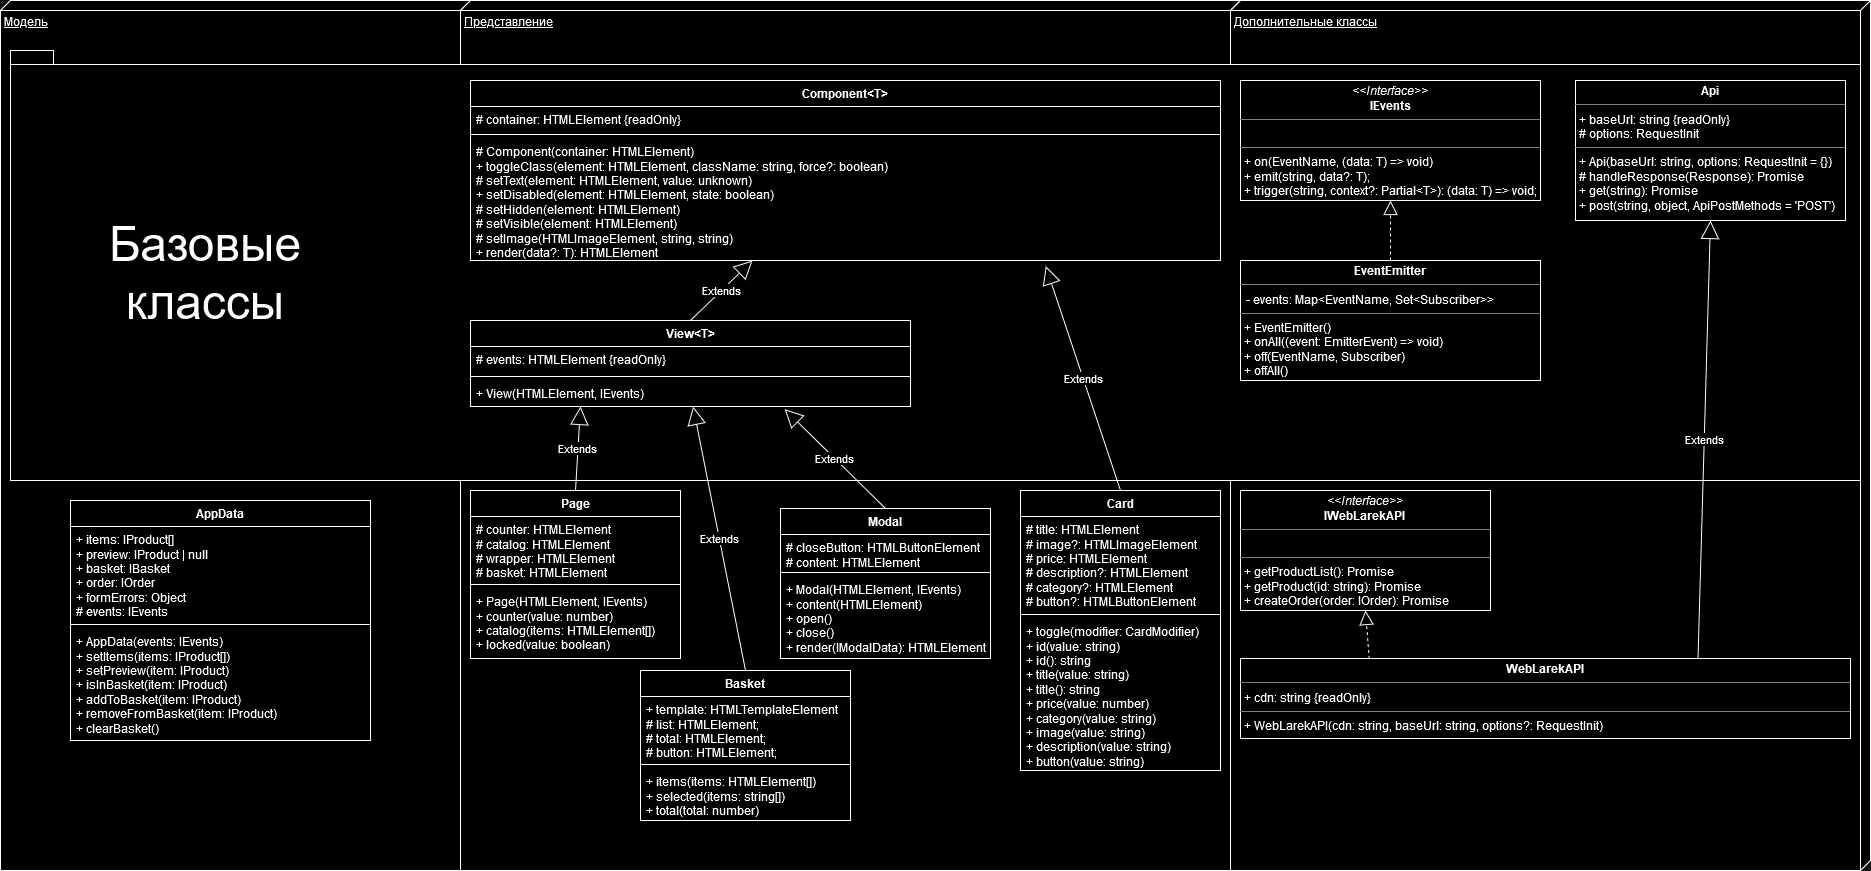 Модель
Представление
Дополнительные классы
Базовые
классы
Component<T>
# container: HTMLElement {readOnly}
# Component(container: HTMLElement)
+ toggleClass(element: HTMLElement, className: string, force?: boolean)
# setText(element: HTMLElement, value: unknown)
+ setDisabled(element: HTMLElement, state: boolean)
# setHidden(element: HTMLElement)
# setVisible(element: HTMLElement)
# setImage(HTMLImageElement, string, string)
+ render(data?: T): HTMLElement
<<Interface>>
IEvents
+ on(EventName, (data: T) => void)
+ emit(string, data?: T);
+ trigger(string, context?: Partial<T>): (data: T) => void;
Api
+ baseUrl: string {readOnly}
# options: RequestInit
+ Api(baseUrl: string, options: RequestInit = {})
# handleResponse(Response): Promise
+ get(string): Promise
+ post(string, object, ApiPostMethods = 'POST')
Extends
View<T>
# events: HTMLElement {readOnly}
+ View(HTMLElement, IEvents)
EventEmitter
- events: Map<EventName, Set<Subscriber>>
+ EventEmitter()
+ onAll((event: EmitterEvent) => void)
+ off(EventName, Subscriber)
+ offAll()
Extends
Extends
Extends
Extends
Extends
AppData
+ items: IProduct[]
+ preview: IProduct | null
+ basket: IBasket
+ order: IOrder
+ formErrors: Object
# events: IEvents
+ AppData(events: IEvents)
+ setItems(items: IProduct[])
+ setPreview(item: IProduct)
+ isInBasket(item: IProduct)
+ addToBasket(item: IProduct)
+ removeFromBasket(item: IProduct)
+ clearBasket()
Page
# counter: HTMLElement
# catalog: HTMLElement
# wrapper: HTMLElement
# basket: HTMLElement
+ Page(HTMLElement, IEvents)
+ counter(value: number)
+ catalog(items: HTMLElement[])
+ locked(value: boolean)
Modal
# closeButton: HTMLButtonElement
# content: HTMLElement
+ Modal(HTMLElement, IEvents)
+ content(HTMLElement)
+ open()
+ close()
+ render(IModalData): HTMLElement
Basket
+ template: HTMLTemplateElement
# list: HTMLElement;
# total: HTMLElement;
# button: HTMLElement;
+ items(items: HTMLElement[])
+ selected(items: string[])
+ total(total: number)
Card
# title: HTMLElement
# image?: HTMLImageElement
# price: HTMLElement
# description?: HTMLElement
# category?: HTMLElement
# button?: HTMLButtonElement
+ toggle(modifier: CardModifier)
+ id(value: string)
+ id(): string
+ title(value: string)
+ title(): string
+ price(value: number)
+ category(value: string)
+ image(value: string)
+ description(value: string)
+ button(value: string)
<<Interface>>
IWebLarekAPI
+ getProductList(): Promise
+ getProduct(id: string): Promise
+ createOrder(order: IOrder): Promise
WebLarekAPI
+ cdn: string {readOnly}
+ WebLarekAPI(cdn: string, baseUrl: string, options?: RequestInit)